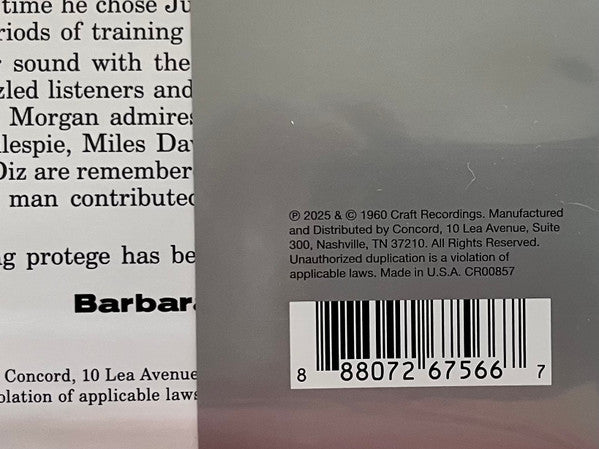 time he chose Ju
riods of training
sound with the
zled listeners and
Morgan admires
lespie, Miles Dav
Diz are remember
man contributed
g protege has be
Barbara
Concord, 10 Lea Avenue
olation of applicable laws
℗ 2025 & © 1960 Craft Recordings. Manufactured
and Distributed by Concord, 10 Lea Avenue, Suite
300, Nashville, TN 37210. All Rights Reserved.
Unauthorized duplication is a violation of
applicable laws. Made in U.S.A. CR00857
8 88072 67566 7